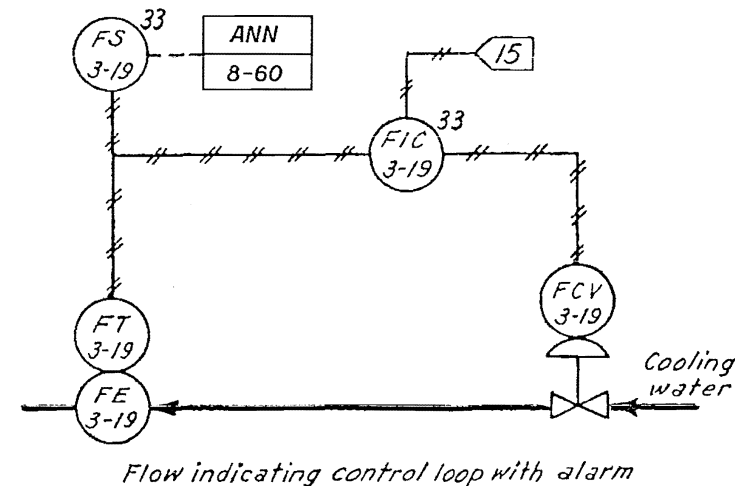 FS
3-19
33
ANN
8-60
15
FIC
3-19
33
FCV
3-19
FT
3-19
FE
3-19
Cooling
water
Flow indicating control loop with alarm